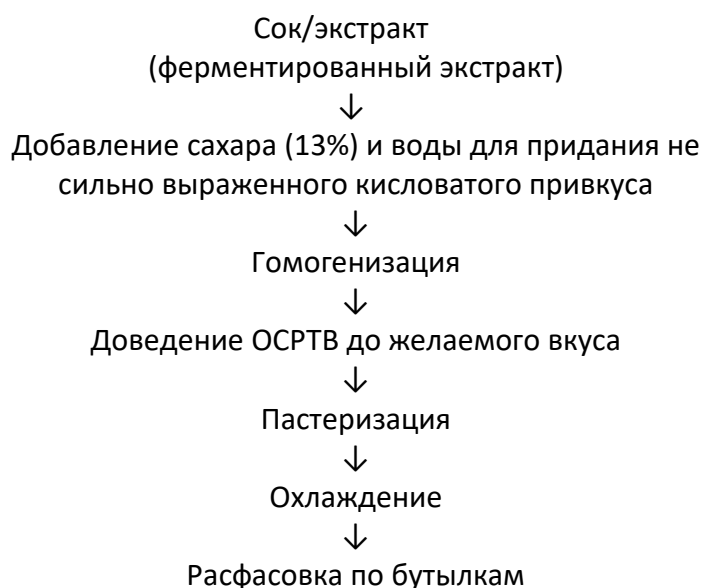 Сок/экстракт
(ферментированный экстракт)
↓
Добавление сахара (13%) и воды для придания не
сильно выраженного кисловатого привкуса
↓
Гомогенизация
↓
Доведение ОСРТВ до желаемого вкуса
↓
Пастеризация
↓
Охлаждение
↓
Расфасовка по бутылкам